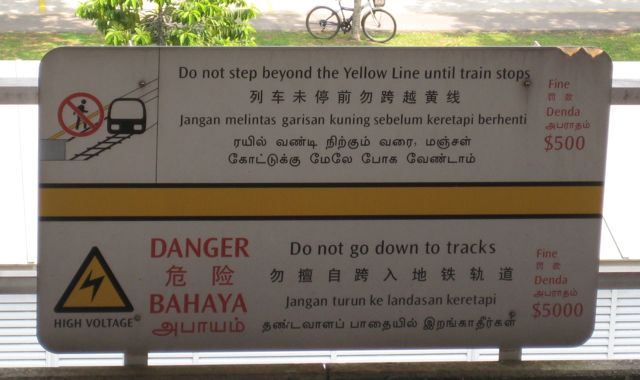 Do not step beyond the Yellow Line until train stops
列车未停前勿跨越黄线
Jangan melintas garisan kuning sebelum keretapi berhenti
ரயில் வண்டி நிற்கும் வரை, மஞ்சள்
கோட்டுக்கு மேலே போக வேண்டாம்
Fine
罚款
Denda
அபராதம்
$500
HIGH VOLTAGE
DANGER
危险
BAHAYA
அபாயம்
Do not go down to tracks
勿擅自跨入地铁轨道
Jangan turun ke landasan keretapi
தண்டவாளப் பாதையில் இறங்காதீர்கள்
Fine
罚款
Denda
அபராதம்
$5000